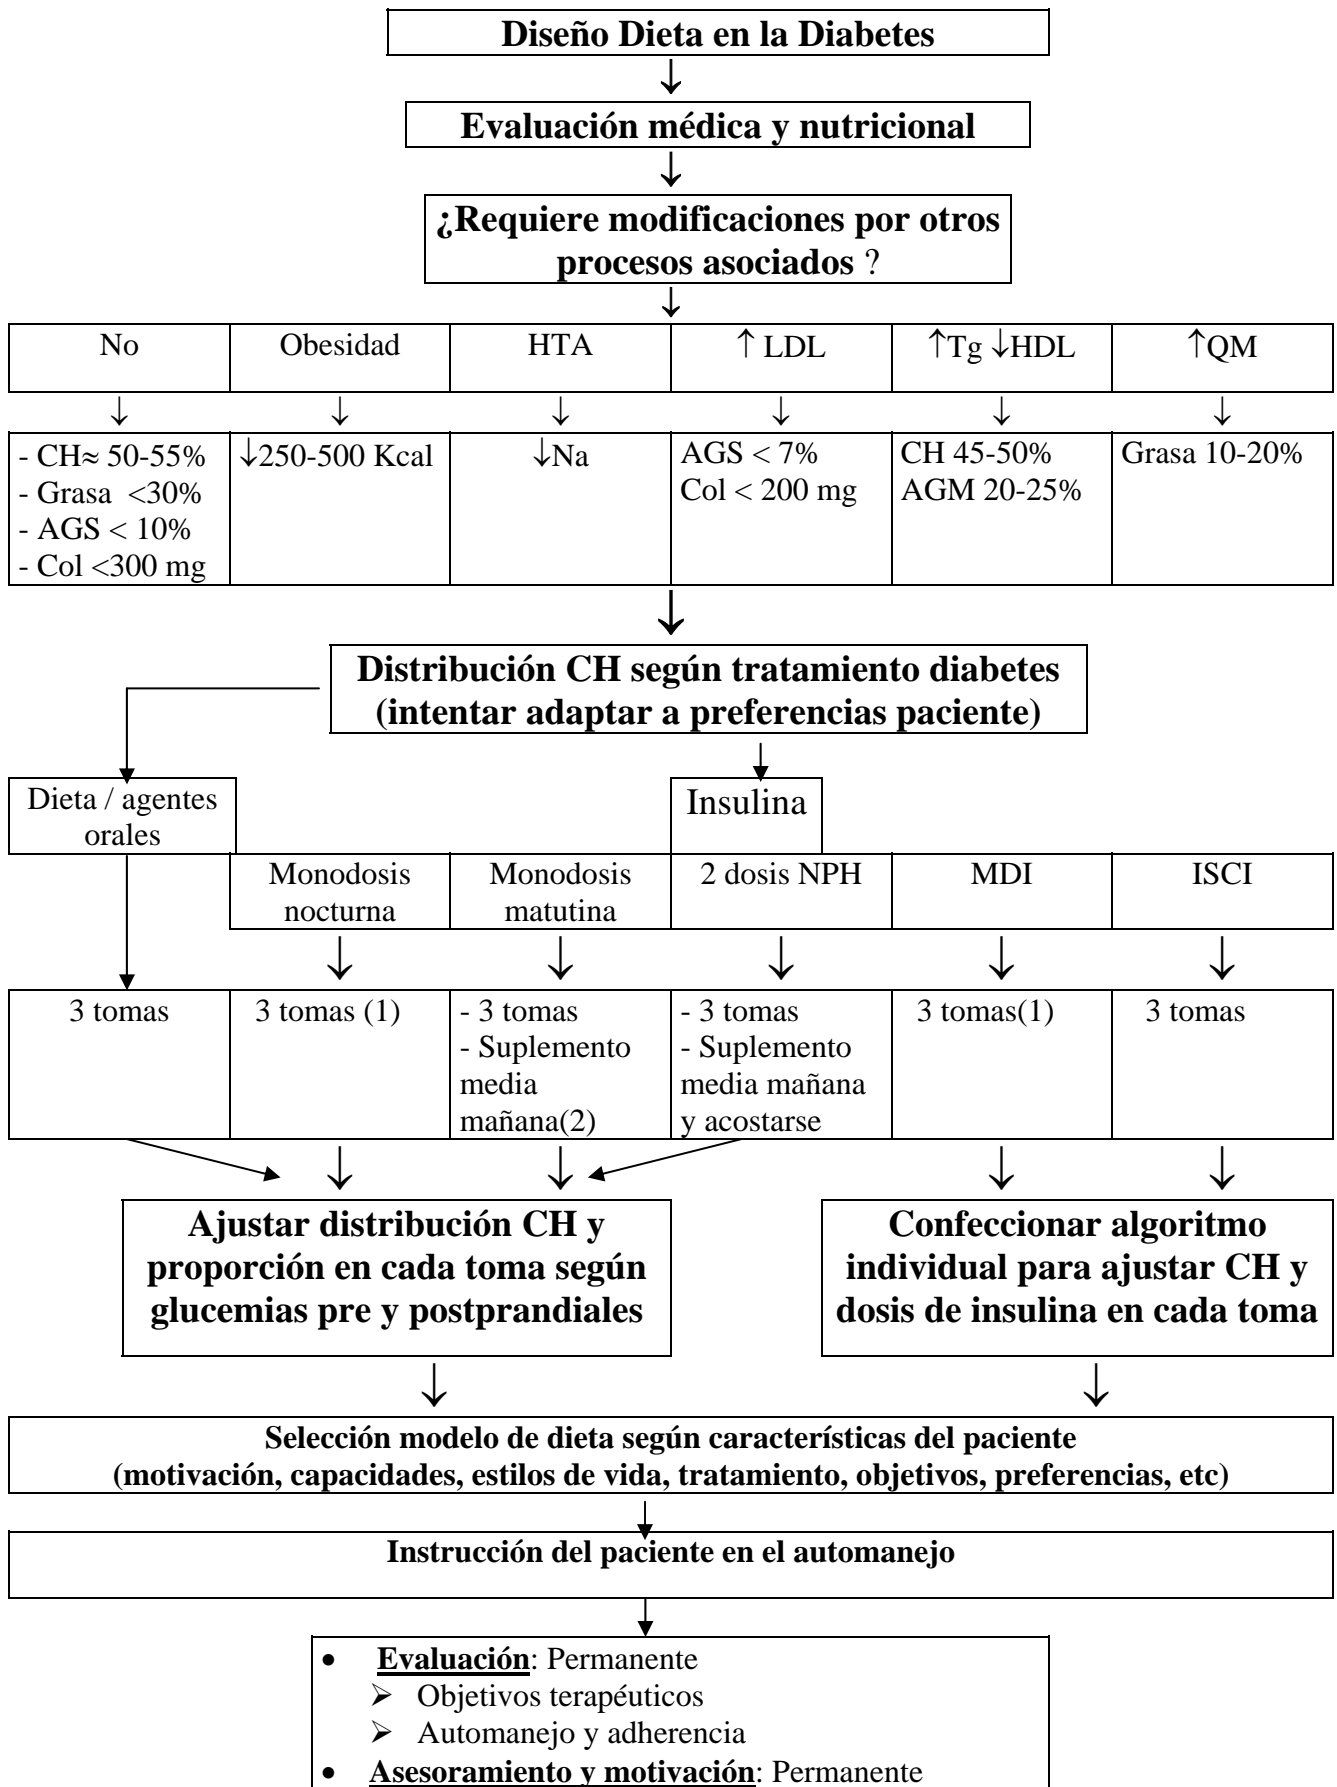 Diseño Dieta en la Diabetes
↓
Evaluación médica y nutricional
↓
¿Requiere modificaciones por otros
procesos asociados ?
↓
No
Obesidad
HTA
↑ LDL
↑Tg ↓HDL
↑QM
↓ ↓ ↓ ↓ ↓ ↓
- CH≈ 50-55%
- Grasa <30%
- AGS < 10%
- Col <300 mg
↓250-500 Kcal
↓Na
AGS < 7%
Col < 200 mg
CH 45-50%
AGM 20-25%
Grasa 10-20%
↓
Distribución CH según tratamiento diabetes
(intentar adaptar a preferencias paciente)
Dieta / agentes
orales
Insulina
Monodosis
nocturna
Monodosis
matutina
2 dosis NPH
MDI
ISCI
↓ ↓ ↓ ↓ ↓
3 tomas
3 tomas (1)
- 3 tomas
- Suplemento
media
mañana(2)
- 3 tomas
- Suplemento
media mañana
y acostarse
3 tomas(1)
3 tomas
↓ ↓ ↓ ↓
Ajustar distribución CH y
proporción en cada toma según
glucemias pre y postprandiales
Confeccionar algoritmo
individual para ajustar CH y
dosis de insulina en cada toma
↓ ↓
Selección modelo de dieta según características del paciente
(motivación, capacidades, estilos de vida, tratamiento, objetivos, preferencias, etc)
Instrucción del paciente en el automanejo
• Evaluación: Permanente
➢ Objetivos terapéuticos
➢ Automanejo y adherencia
• Asesoramiento y motivación: Permanente